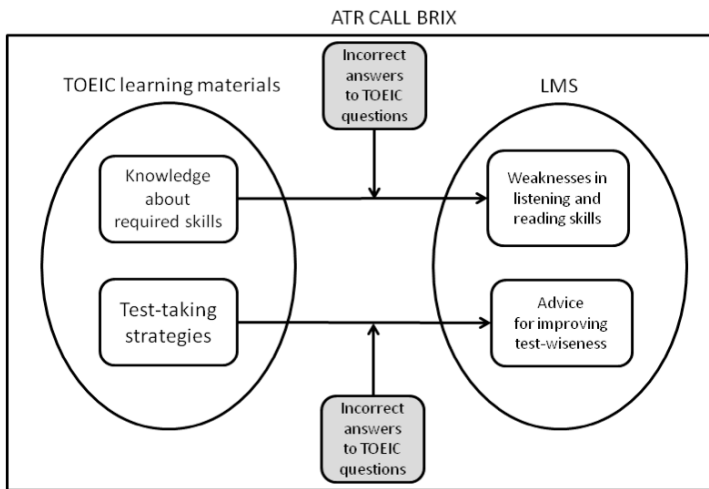 ATR CALL BRIX
Incorrect
answers
to TOEIC
questions
TOEIC learning materials
LMS
Knowledge
about
required skills
Weaknesses in
listening and
reading skills
Test-taking
strategies
Advice
for improving
test-wiseness
Incorrect
answers
to TOEIC
questions